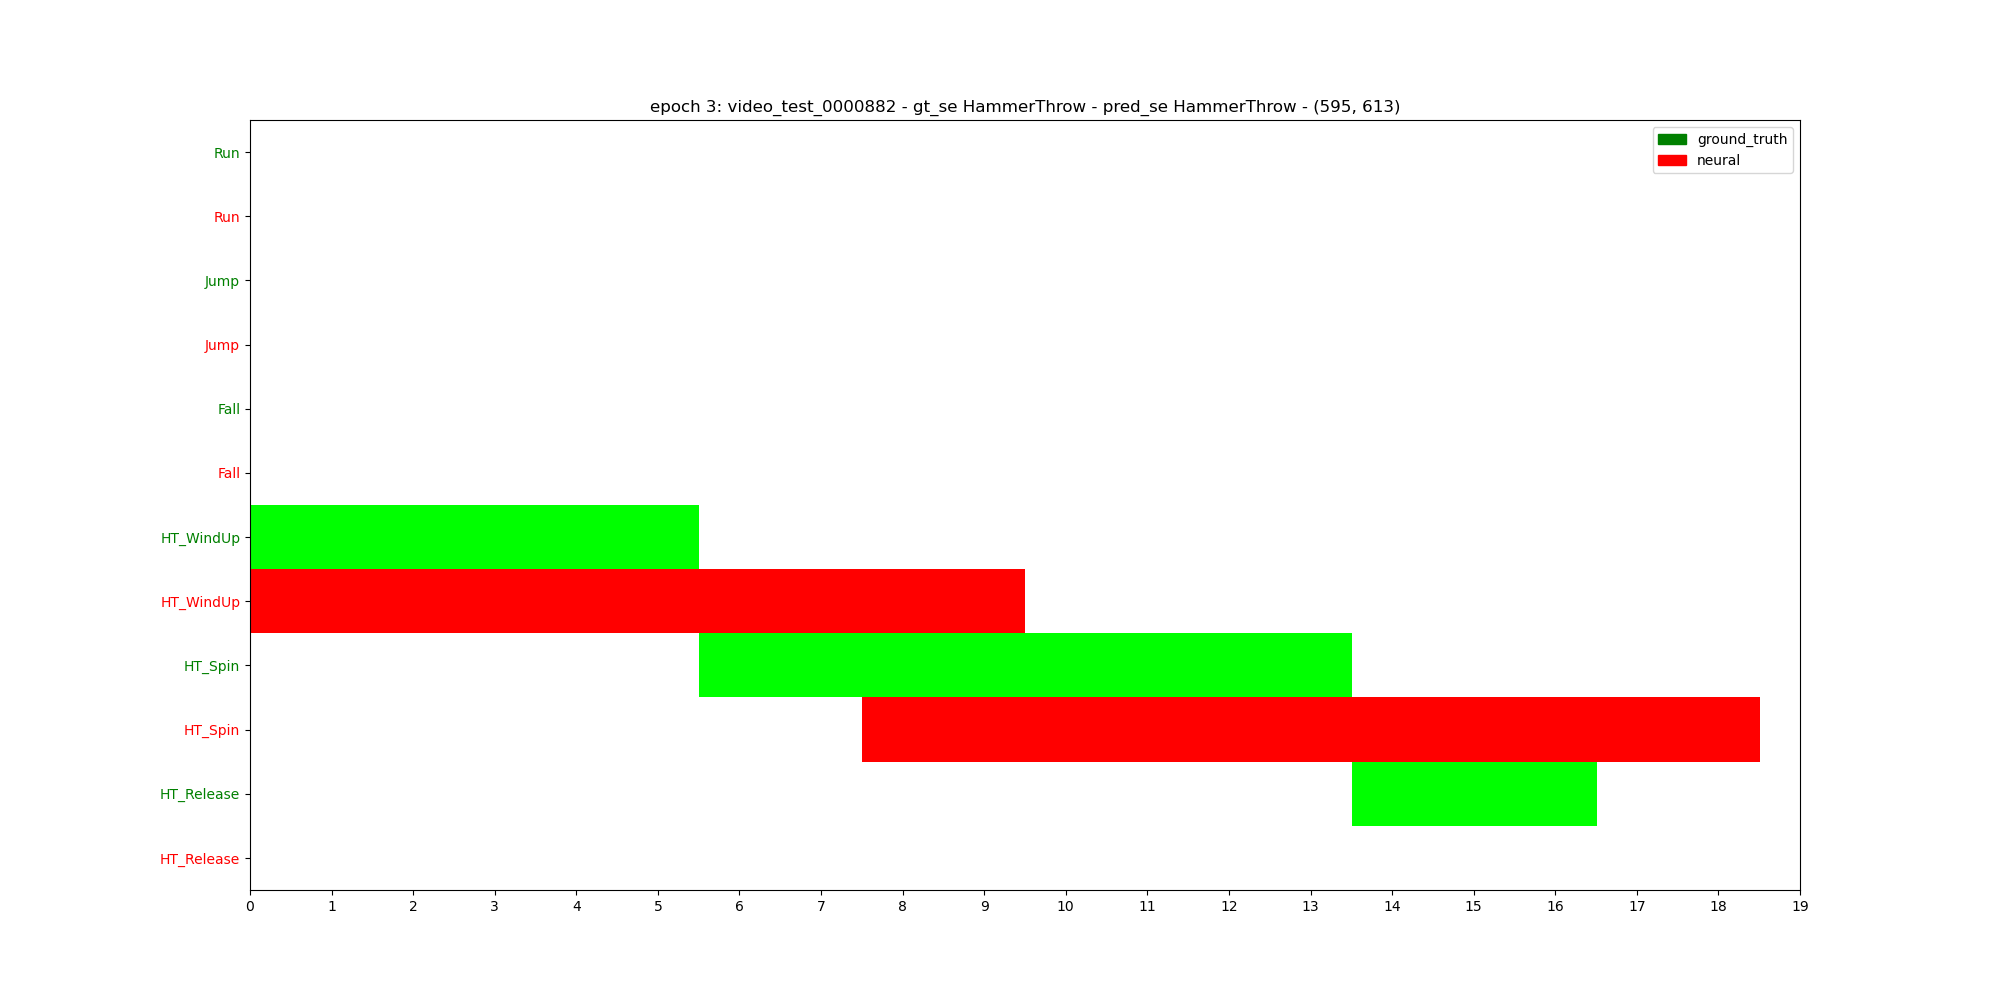 epoch 3: video_test_0000882 - gt_se HammerThrow - pred_se HammerThrow - (595, 613)
ground_truth
neural
Run
Run
Jump
Jump
Fall
Fall
HT_WindUp
HT_WindUp
HT_Spin
HT_Spin
HT_Release
HT_Release
0 1 2 3 4 5 6 7 8 9 10 11 12 13 14 15 16 17 18 19